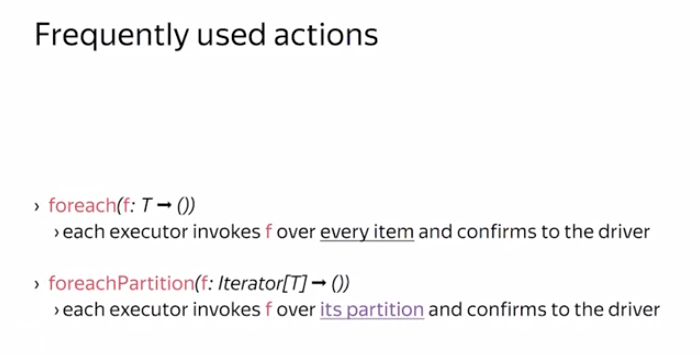 Frequently used actions
› foreach(f: T → ())
› each executor invokes f over every item and confirms to the driver
› foreachPartition(f: Iterator[T] → ())
› each executor invokes f over its partition and confirms to the driver